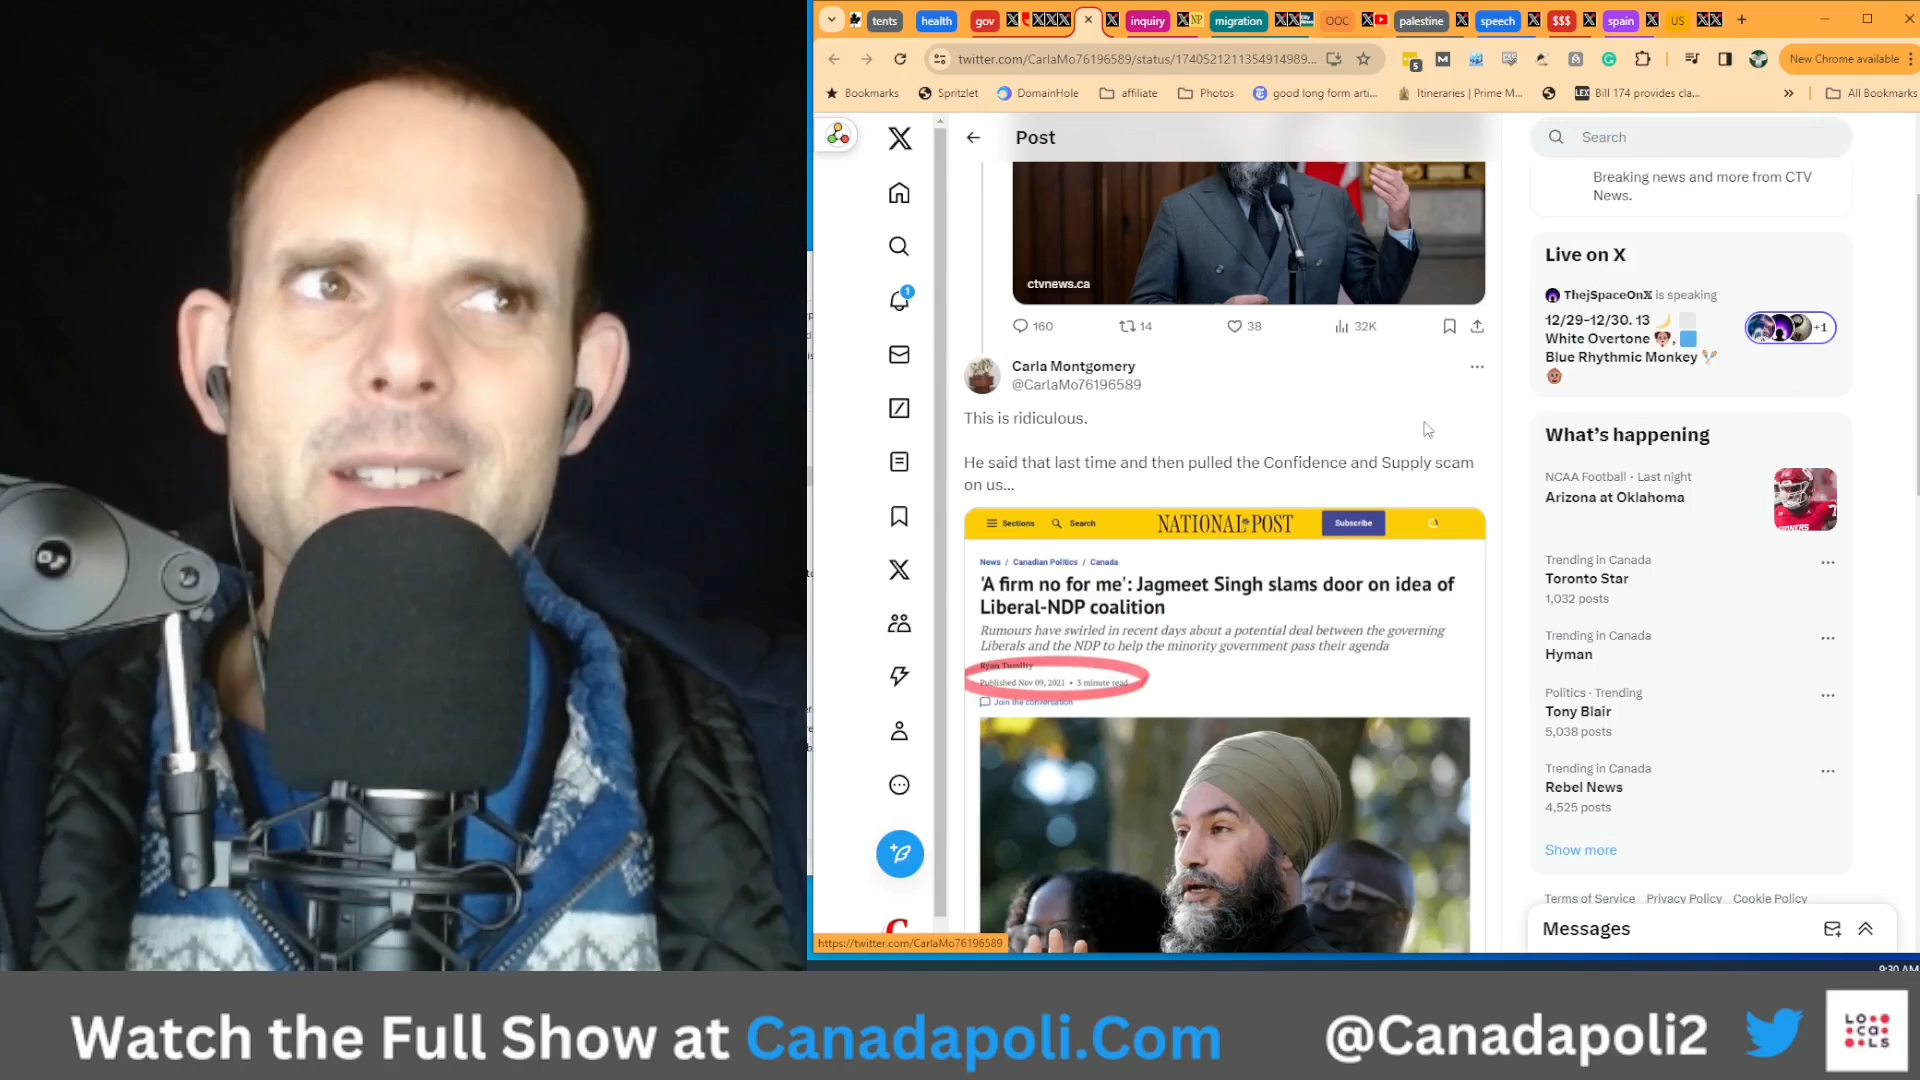 tents health gov inquiry NP migration OOC palestine speech $$$ spain US
twitter.com/CarlaMo76196589/status/1740521211354914989...
New Chrome available
Bookmarks Spritzlet DomainHole affiliate Photos good long form arti... Itineraries | Prime M... Bill 174 provides cla... » All Bookmarks
Post
Search
Breaking news and more from CTV
News.
ctvnews.ca
160 14 38 32K
Carla Montgomery
@CarlaMo76196589
This is ridiculous.
He said that last time and then pulled the Confidence and Supply scam
on us...
Sections Search NATIONAL POST Subscribe
News / Canadian Politics / Canada
'A firm no for me': Jagmeet Singh slams door on idea of
Liberal-NDP coalition
Rumours have swirled in recent days about a potential deal between the governing
Liberals and the NDP to help the minority government pass their agenda
Ryan Tumilty
Published Nov 09, 2021 • 3 minute read
Join the conversation
Live on X
ThejSpaceOnX is speaking
12/29-12/30. 13
White Overtone
Blue Rhythmic Monkey
+1
What's happening
NCAA Football · Last night
Arizona at Oklahoma
Trending in Canada
Toronto Star
1,032 posts
Trending in Canada
Hyman
Politics · Trending
Tony Blair
5,038 posts
Trending in Canada
Rebel News
4,525 posts
Show more
Terms of Service Privacy Policy Cookie Policy
Messages
https://twitter.com/CarlaMo76196589
9:30 AM
Watch the Full Show at Canadapoli.Com
@Canadapoli2
LO
ca
LS